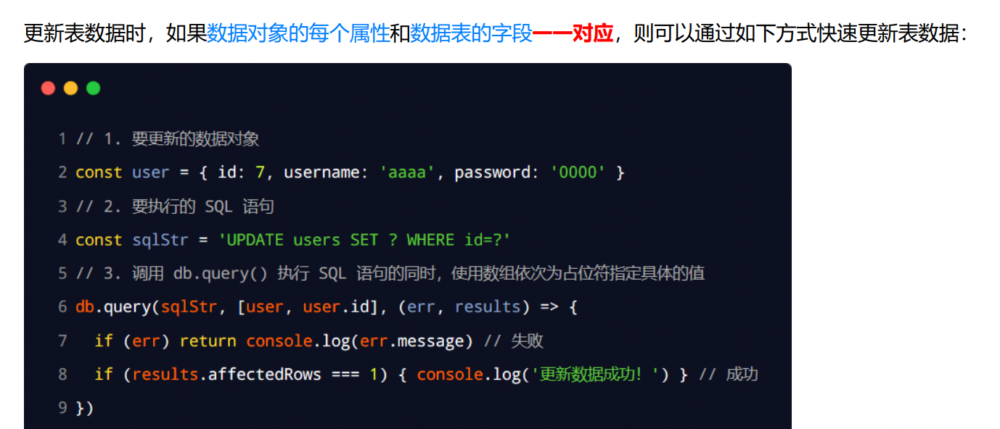 更新表数据时，如果数据对象的每个属性和数据表的字段一一对应，则可以通过如下方式快速更新表数据：
1 // 1. 要更新的数据对象
2 const user = { id: 7, username: 'aaaa', password: '0000' }
3 // 2. 要执行的 SQL 语句
4 const sqlStr = 'UPDATE users SET ? WHERE id=?'
5 // 3. 调用 db.query() 执行 SQL 语句的同时，使用数组依次为占位符指定具体的值
6 db.query(sqlStr, [user, user.id], (err, results) => {
7   if (err) return console.log(err.message) // 失败
8   if (results.affectedRows === 1) { console.log('更新数据成功！') } // 成功
9 })